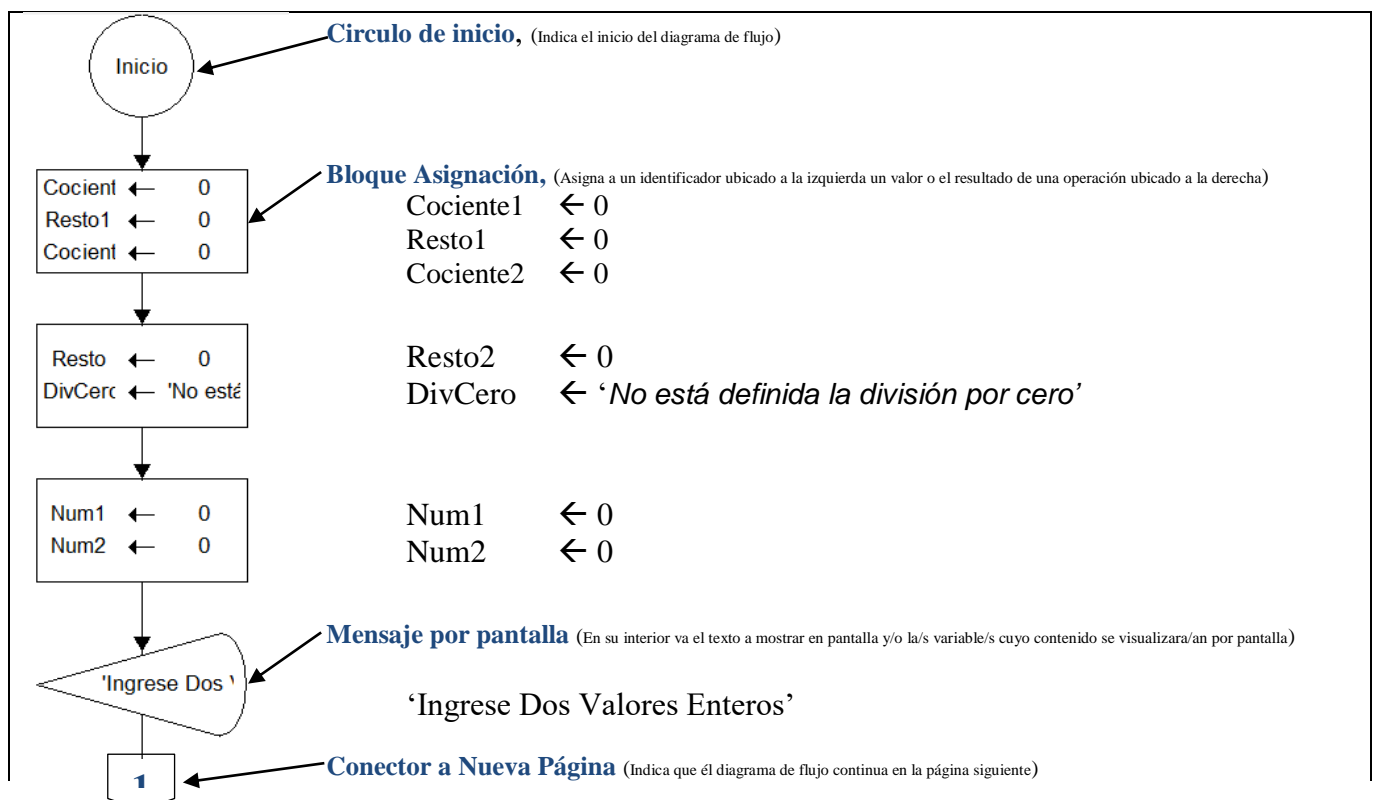 Circulo de inicio, (Indica el inicio del diagrama de flujo)
Inicio
Bloque Asignación, (Asigna a un identificador ubicado a la izquierda un valor o el resultado de una operación ubicado a la derecha)
Cocient ← 0
Resto1 ← 0
Cocient ← 0
Cociente1 ← 0
Resto1 ← 0
Cociente2 ← 0
Resto ← 0
DivCerc ← 'No está
Resto2 ← 0
DivCero ← ‘No está definida la división por cero’
Num1 ← 0
Num2 ← 0
Num1 ← 0
Num2 ← 0
Mensaje por pantalla (En su interior va el texto a mostrar en pantalla y/o la/s variable/s cuyo contenido se visualizara/an por pantalla)
'Ingrese Dos
‘Ingrese Dos Valores Enteros’
Conector a Nueva Página (Indica que él diagrama de flujo continua en la página siguiente)
1